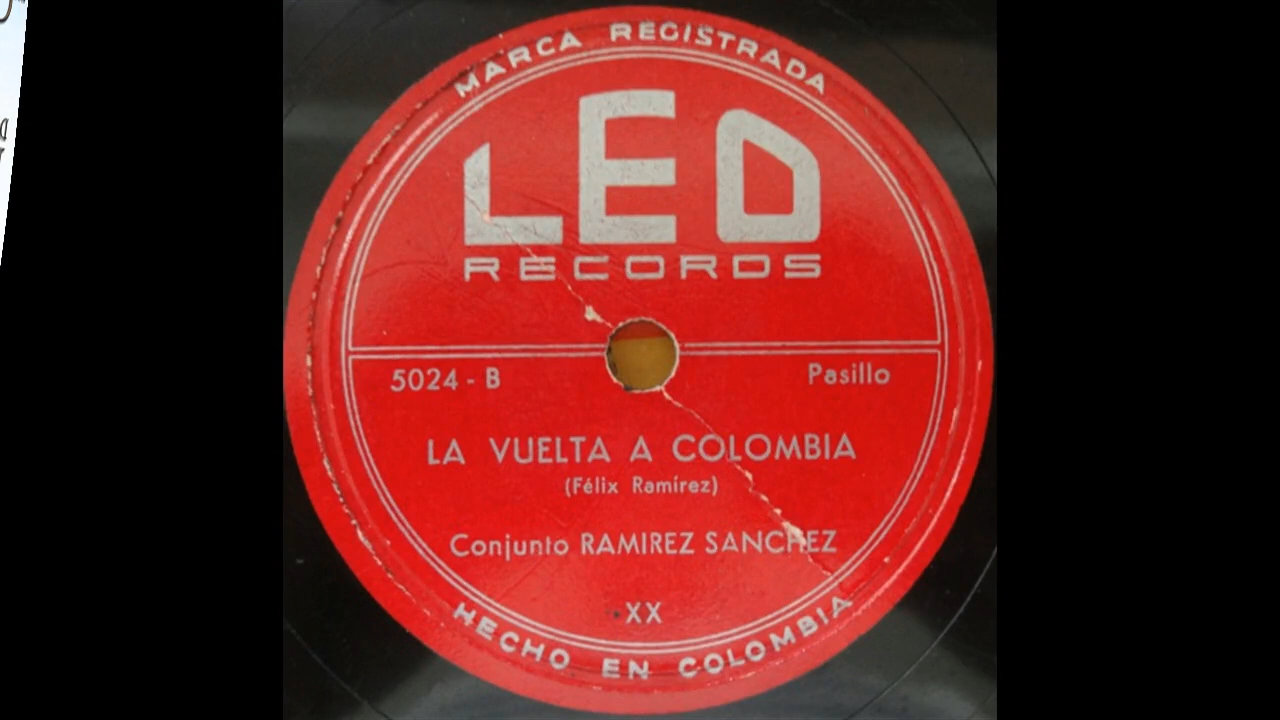 MARCA REGISTRADA
LEO
RECORDS
5024 - B
Pasillo
LA VUELTA A COLOMBIA
(Félix Ramírez)
Conjunto RAMIREZ SANCHEZ
XX
HECHO EN COLOMBIA